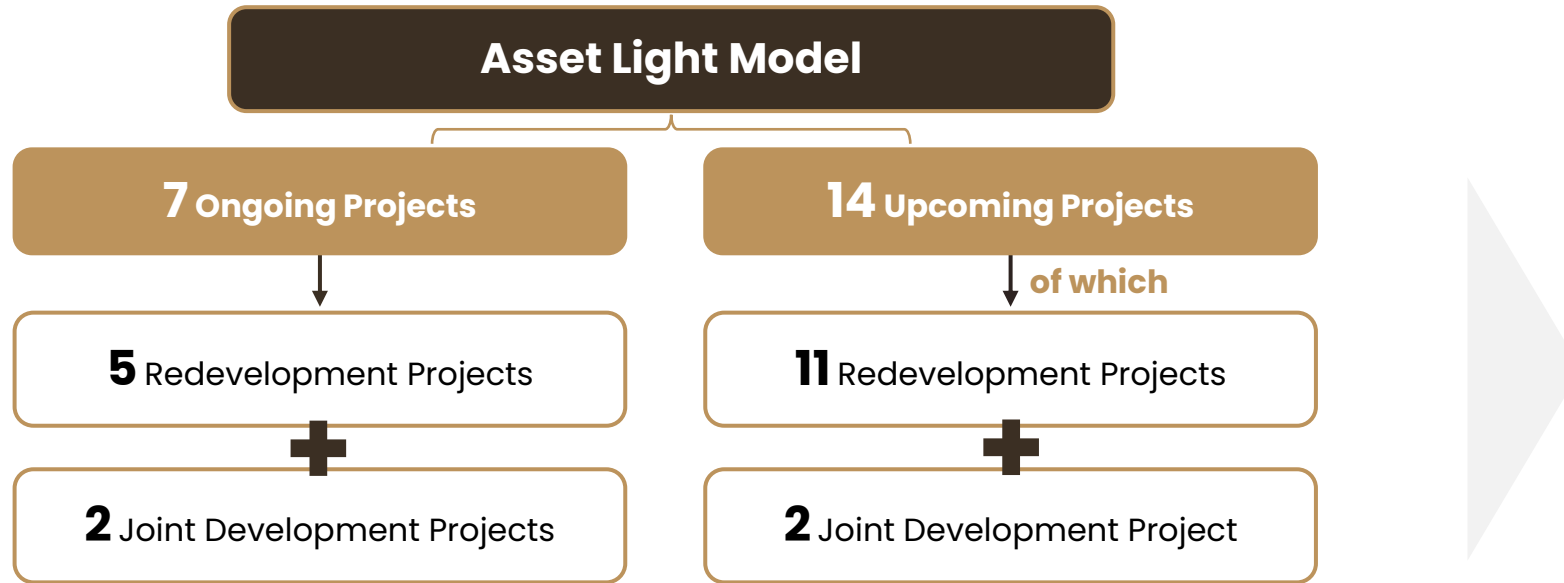 Asset Light Model
7 Ongoing Projects
14 Upcoming Projects
of which
5 Redevelopment Projects
11 Redevelopment Projects
2 Joint Development Projects
2 Joint Development Project